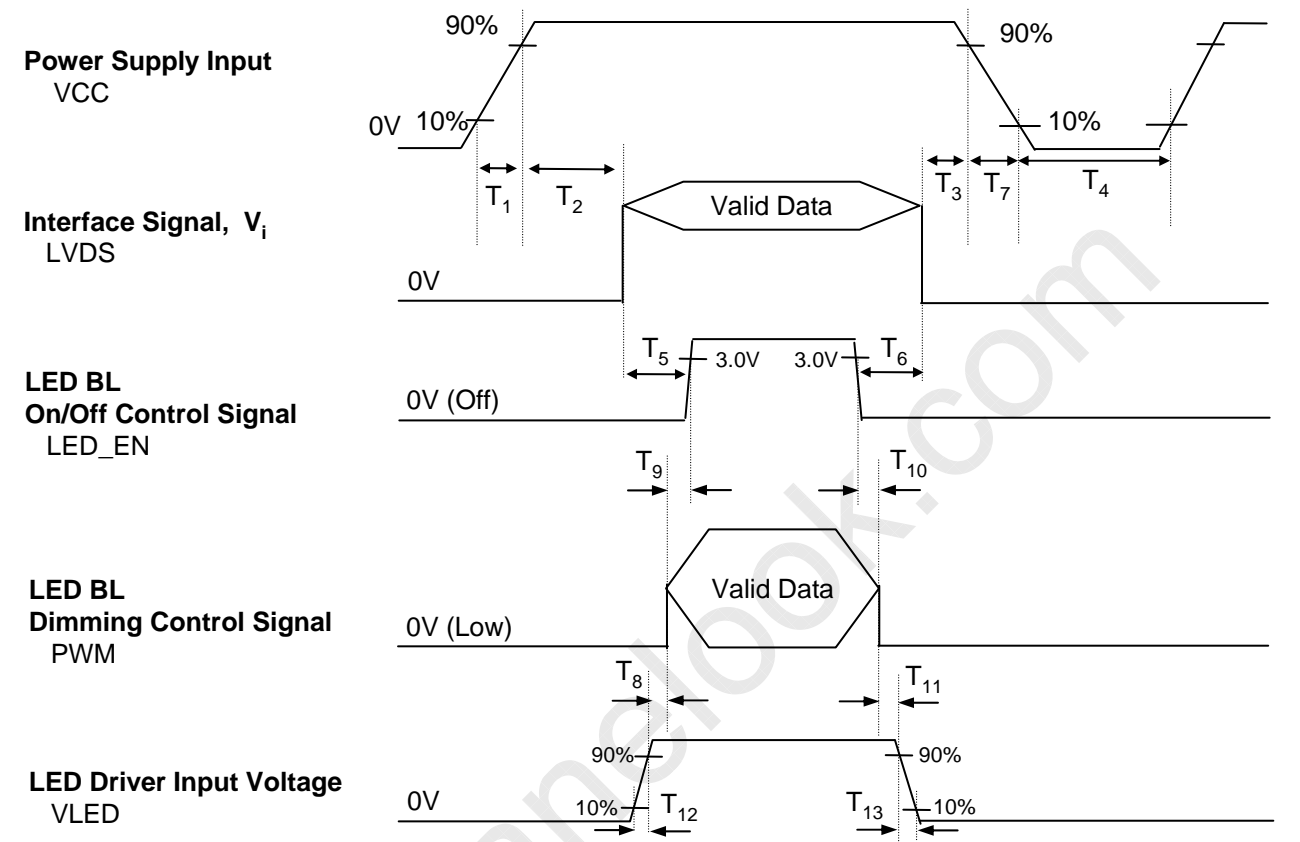 90%
90%
Power Supply Input
VCC
0V 10%
10%
T1
T2
T3
T7
T4
Interface Signal, Vi
LVDS
Valid Data
0V
T5
3.0V
3.0V
T6
LED BL
On/Off Control Signal
LED_EN
0V (Off)
T9
T10
LED BL
Dimming Control Signal
PWM
Valid Data
0V (Low)
T8
T11
LED Driver Input Voltage
VLED
90%
90%
0V
10%
T12
T13
10%
anelook.com